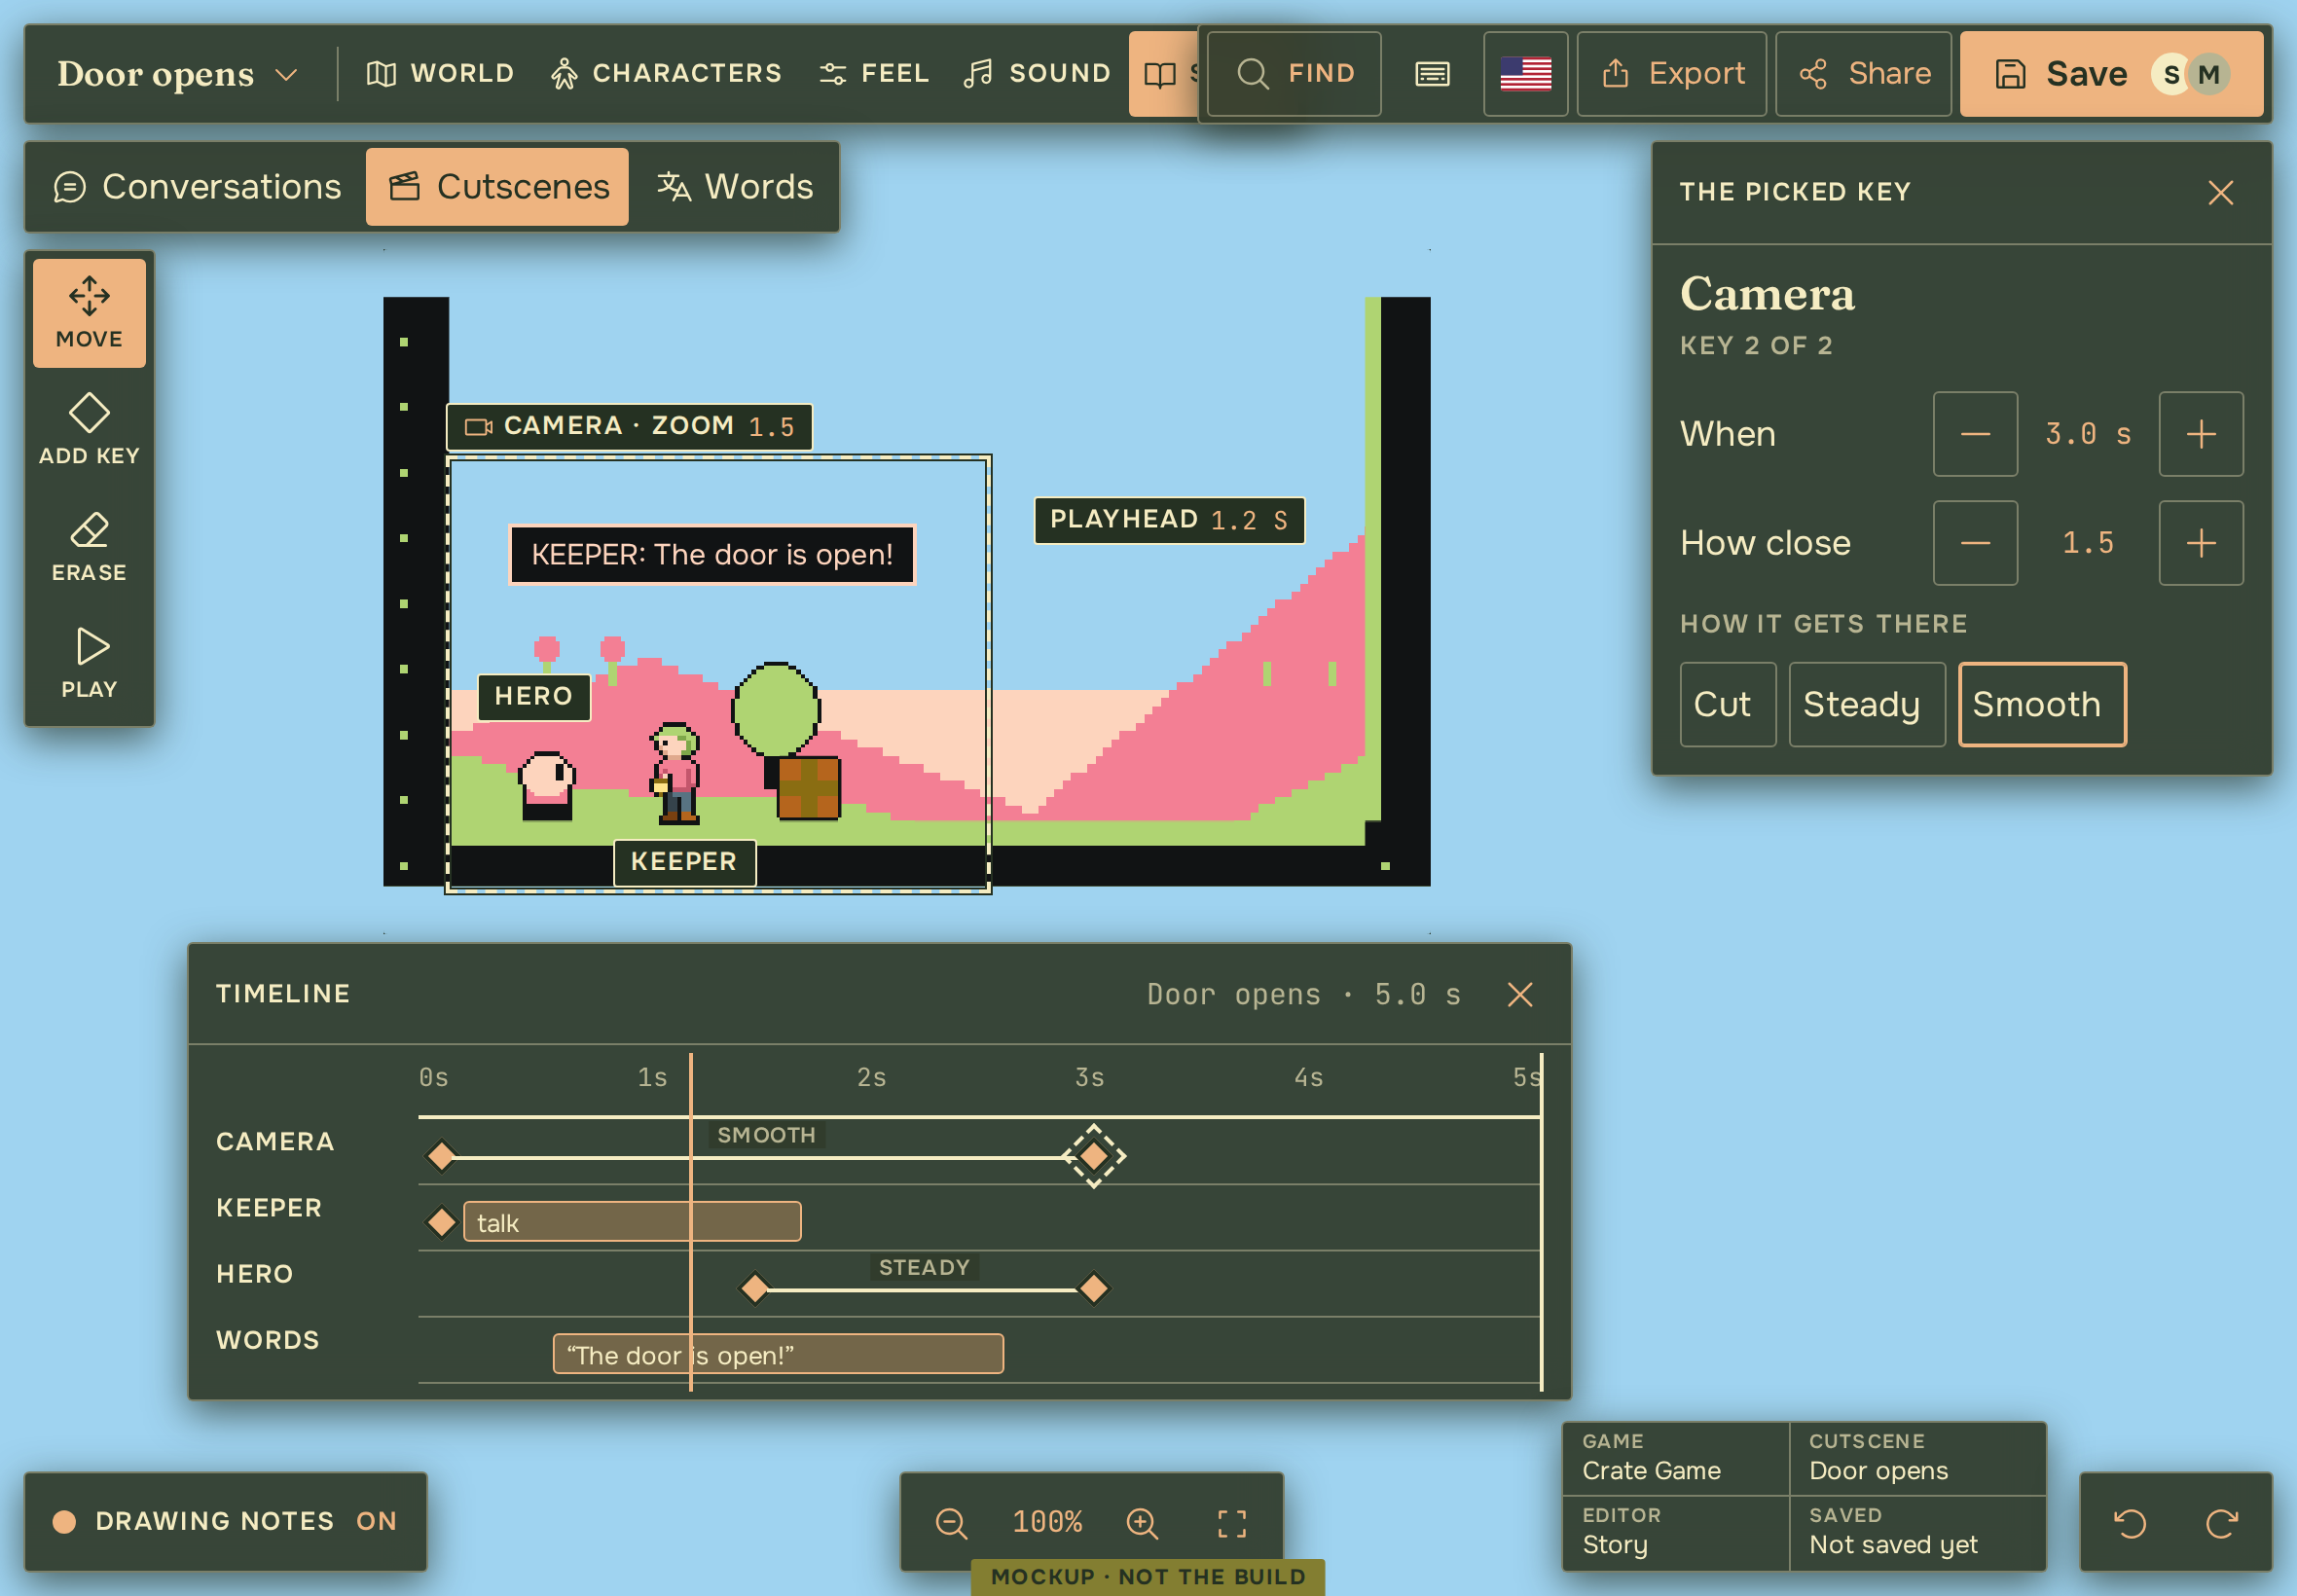 Door opens
WORLD
CHARACTERS
FEEL
SOUND
FIND
Export
Share
Save
S
M
Conversations
Cutscenes
Words
MOVE
ADD KEY
ERASE
PLAY
CAMERA · ZOOM 1.5
PLAYHEAD 1.2 S
KEEPER: The door is open!
HERO
KEEPER
THE PICKED KEY
Camera
KEY 2 OF 2
When
3.0 s
How close
1.5
HOW IT GETS THERE
Cut
Steady
Smooth
TIMELINE
Door opens · 5.0 s
0s 1s 2s 3s 4s 5s
CAMERA
SMOOTH
KEEPER
talk
HERO
STEADY
WORDS
“The door is open!”
DRAWING NOTES ON
100%
GAME
Crate Game
CUTSCENE
Door opens
EDITOR
Story
SAVED
Not saved yet
MOCKUP · NOT THE BUILD